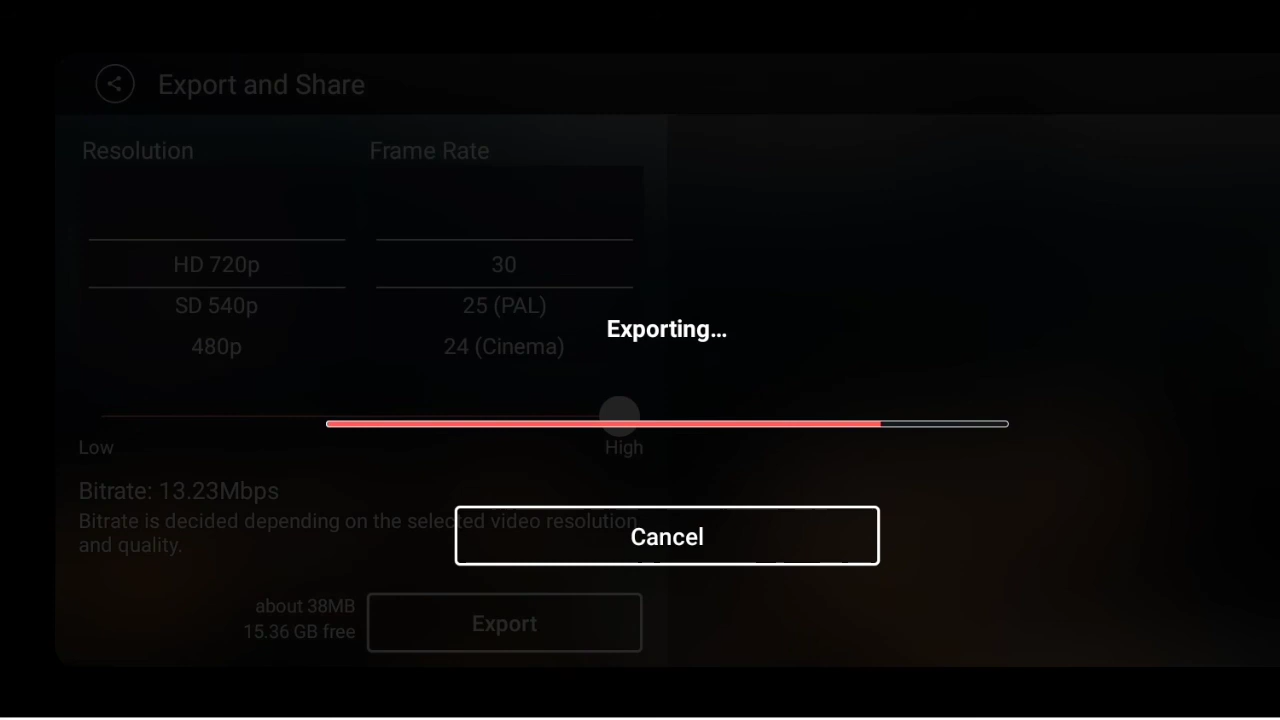 Export and Share
Resolution
Frame Rate
HD 720p
30
SD 540p
25 (PAL)
480p
24 (Cinema)
Exporting...
Low
High
Bitrate: 13.23Mbps
Bitrate is decided depending on the selected video resolution
and quality.
Cancel
about 38MB
15.36 GB free
Export